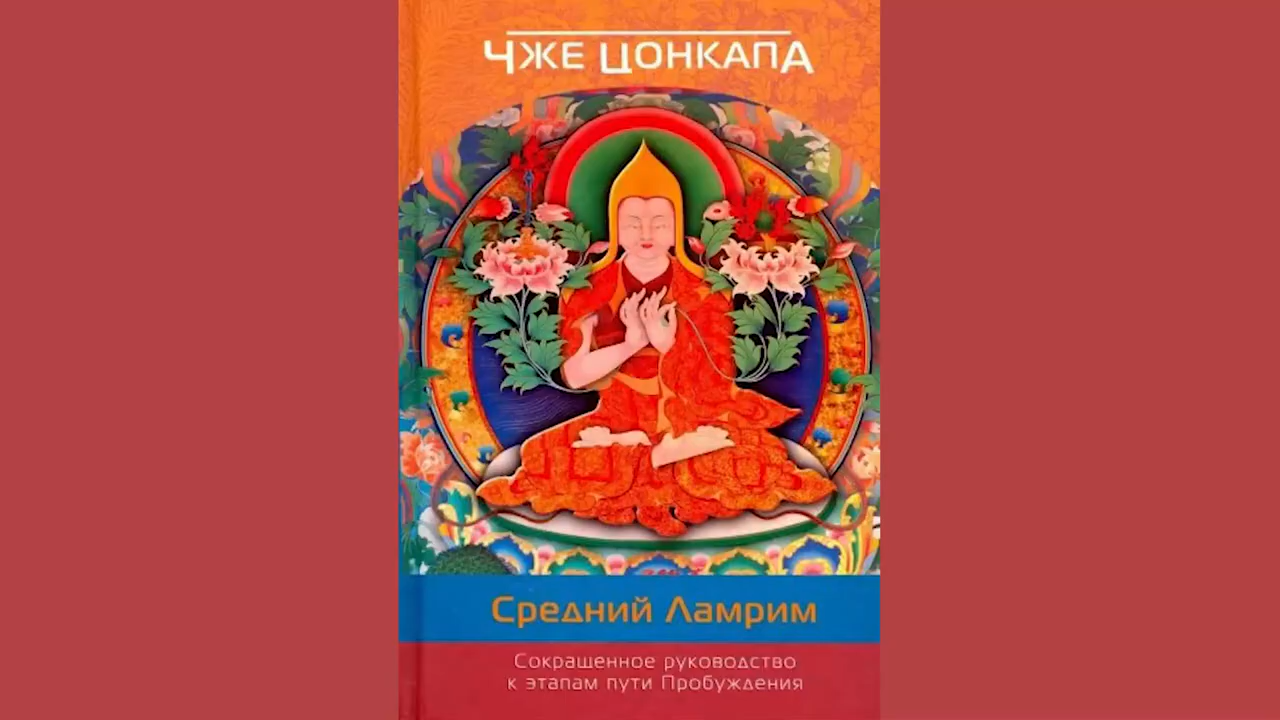 Чже Цонкапа
Средний Ламрим
Сокращенное руководство
к этапам пути Пробуждения